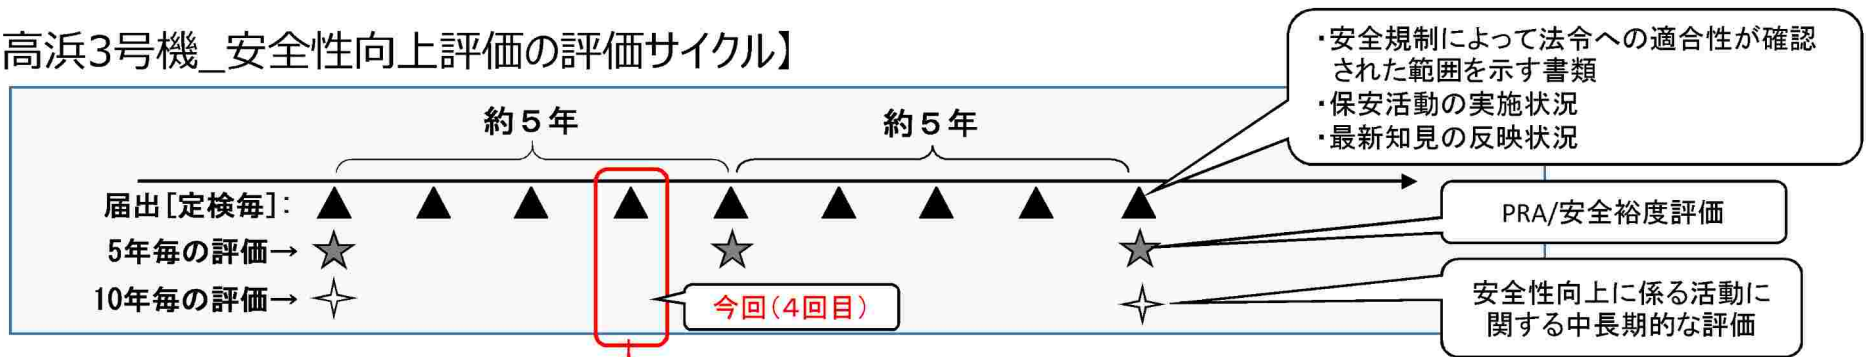 高浜3号機_安全性向上評価の評価サイクル】
・安全規制によって法令への適合性が確認
された範囲を示す書類
・保安活動の実施状況
・最新知見の反映状況
約５年
約５年
届出［定検毎］：
PRA/安全裕度評価
5年毎の評価→
10年毎の評価→
今回（４回目）
安全性向上に係る活動に
関する中長期的な評価